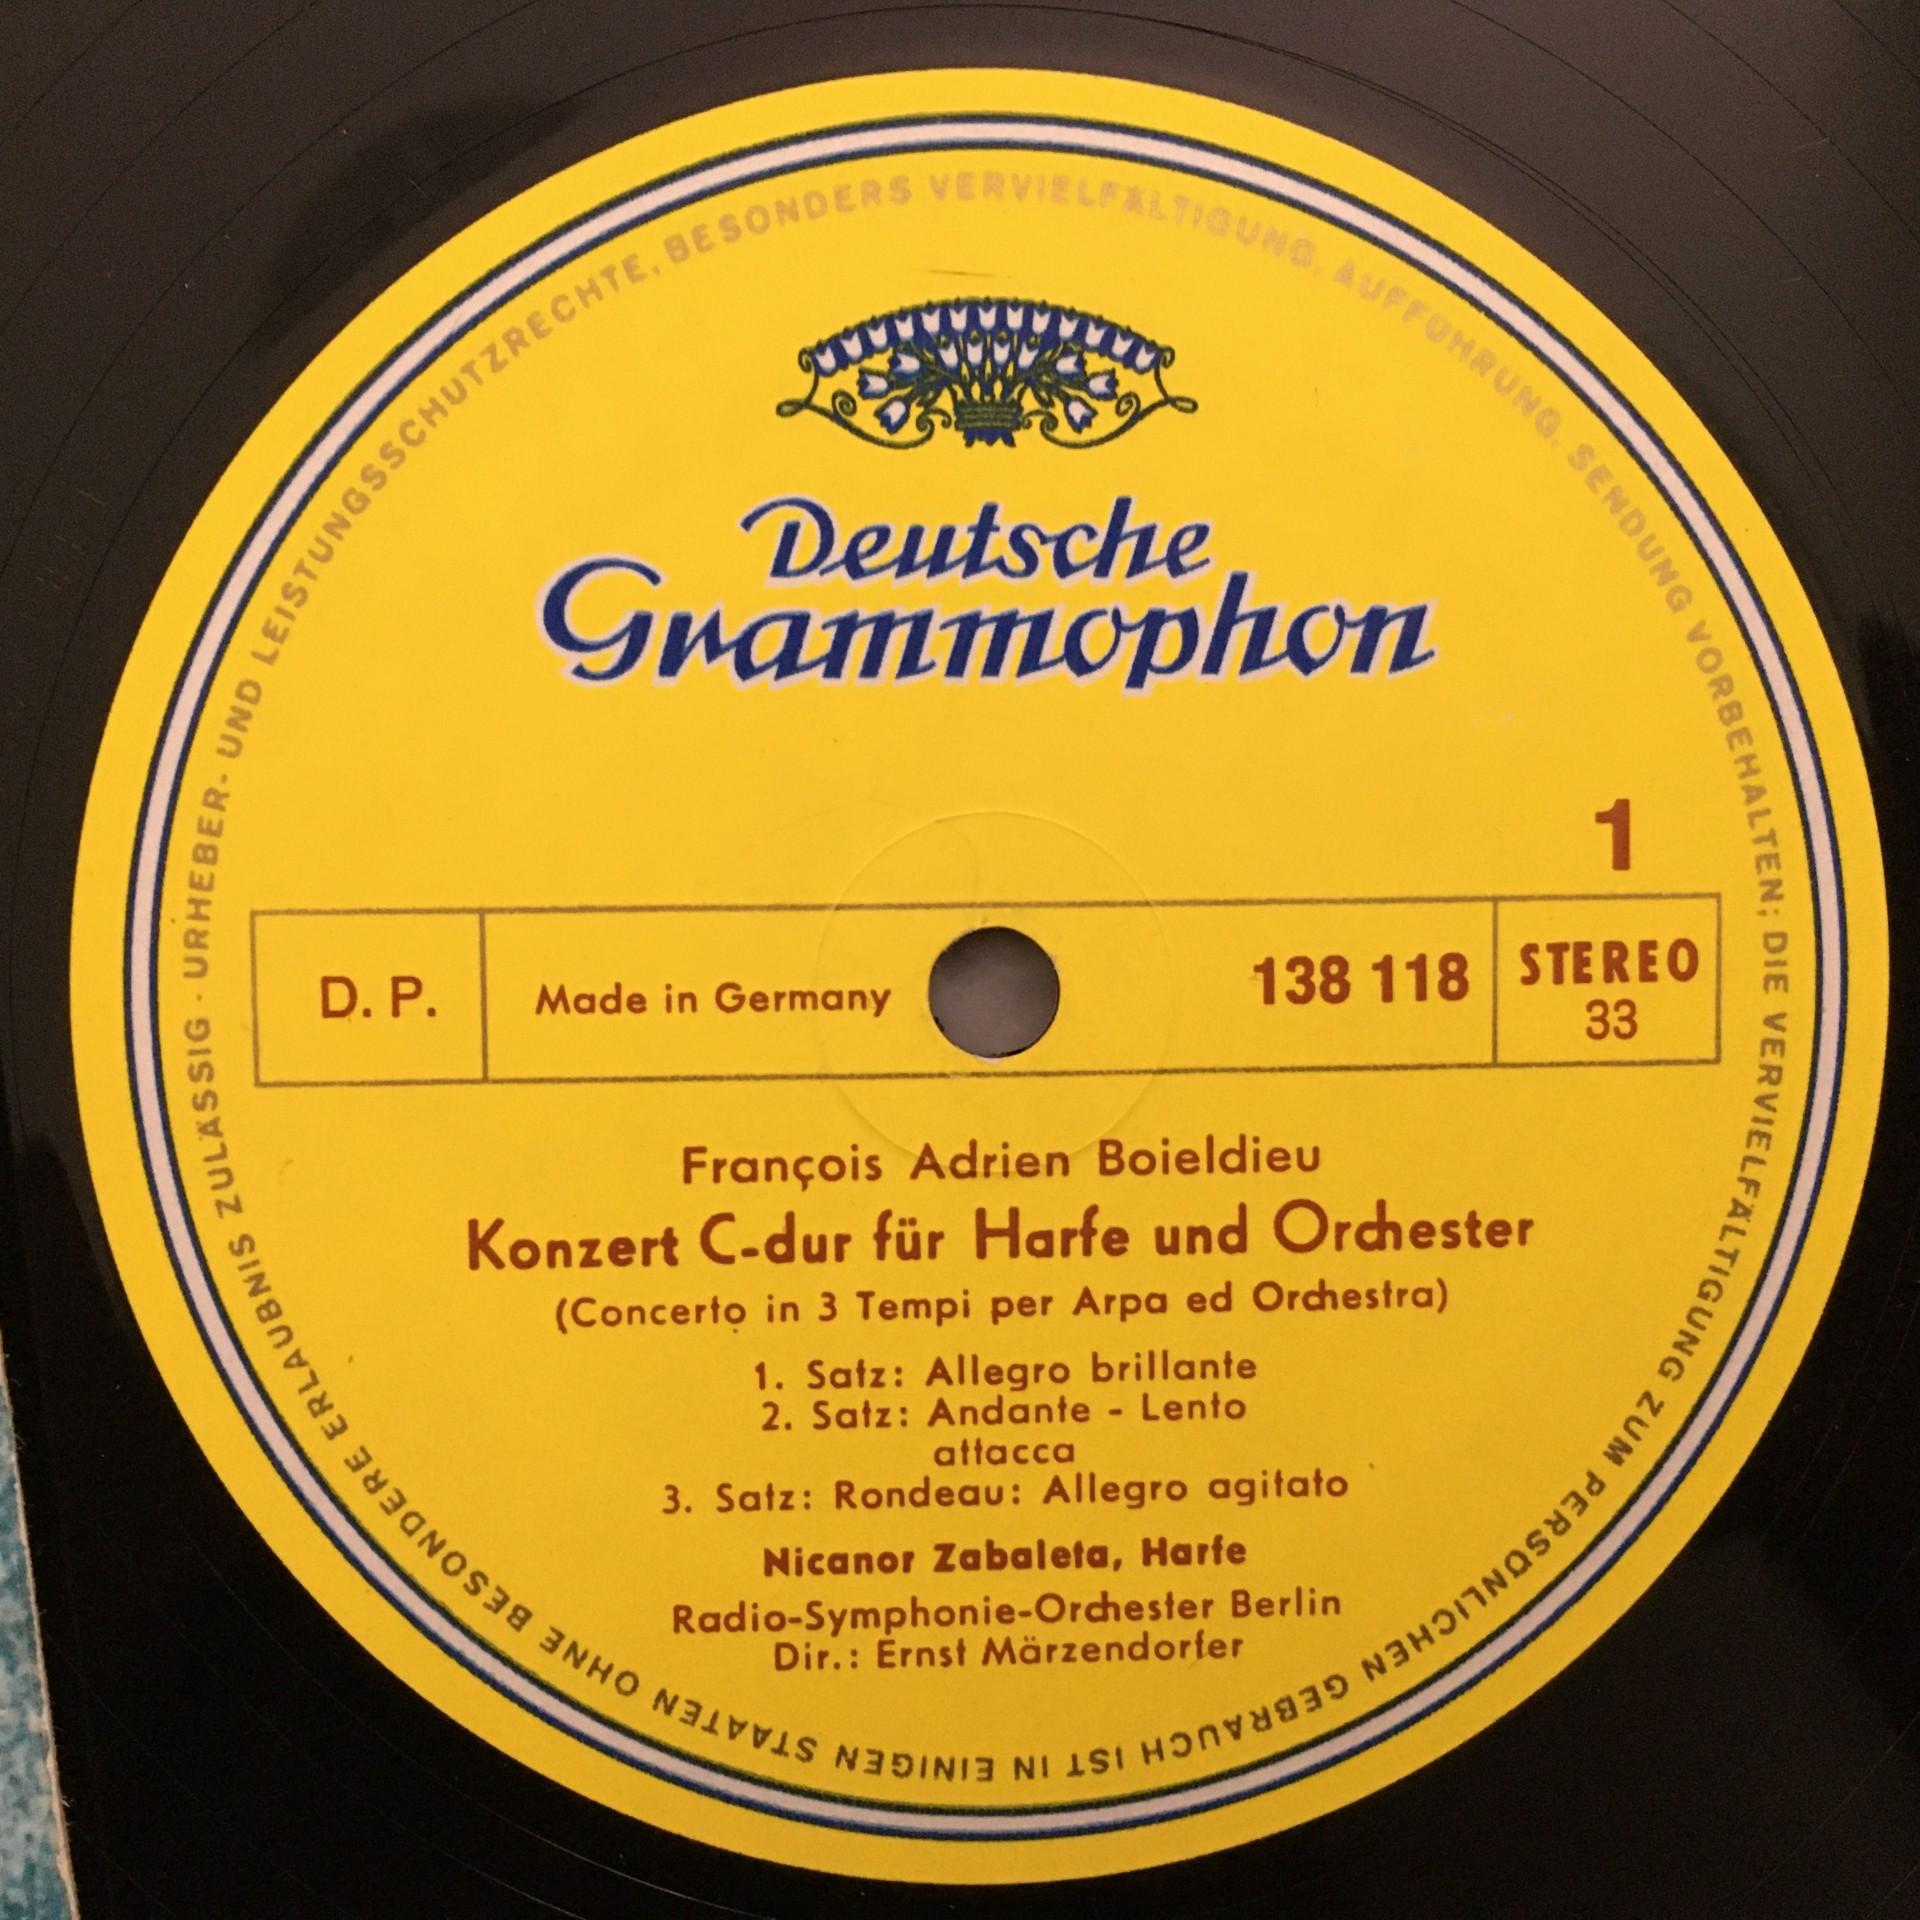 URHEBER- UND LEISTUNGSSCHUTZRECHTE, BESONDERS VERVIELFÄLTIGUNG, AUFFÜHRUNG, SENDUNG VORBEHALTEN; DIE VERVIELFÄLTIGUNG ZUM PERSÖNLICHEN GEBRAUCH IST IN EINIGEN STAATEN OHNE BESONDERE ERLAUBNIS ZULÄSSIG ·
Deutsche
Grammophon
1
D. P.
Made in Germany
138 118
STEREO
33
François Adrien Boieldieu
Konzert C-dur für Harfe und Orchester
(Concerto in 3 Tempi per Arpa ed Orchestra)
1. Satz: Allegro brillante
2. Satz: Andante - Lento
attacca
3. Satz: Rondeau: Allegro agitato
Nicanor Zabaleta, Harfe
Radio-Symphonie-Orchester Berlin
Dir.: Ernst Märzendorfer